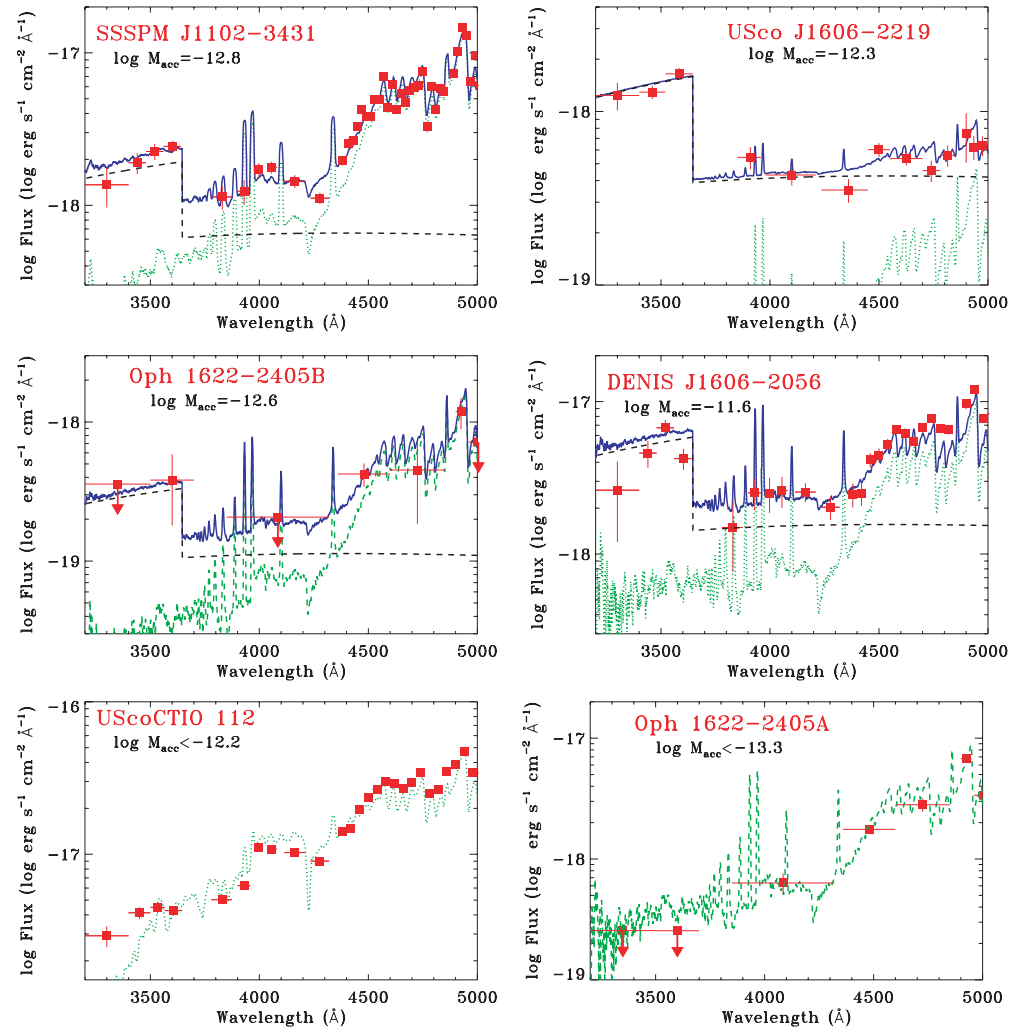 SSSPM J1102−3431
log Macc=−12.8
−17
−18
log Flux (log erg s−1 cm−2 Å−1)
3500 4000 4500 5000
Wavelength (Å)
USco J1606−2219
log Macc=−12.3
−18
−19
log Flux (log erg s−1 cm−2 Å−1)
3500 4000 4500 5000
Wavelength (Å)
Oph 1622−2405B
log Macc=−12.6
−18
−19
log Flux (log erg s−1 cm−2 Å−1)
3500 4000 4500 5000
Wavelength (Å)
DENIS J1606−2056
log Macc=−11.6
−17
−18
log Flux (log erg s−1 cm−2 Å−1)
3500 4000 4500 5000
Wavelength (Å)
UScoCTIO 112
log Macc<−12.2
−16
−17
log Flux (log erg s−1 cm−2 Å−1)
3500 4000 4500 5000
Wavelength (Å)
Oph 1622−2405A
log Macc<−13.3
−17
−18
−19
log Flux (log erg s−1 cm−2 Å−1)
3500 4000 4500 5000
Wavelength (Å)